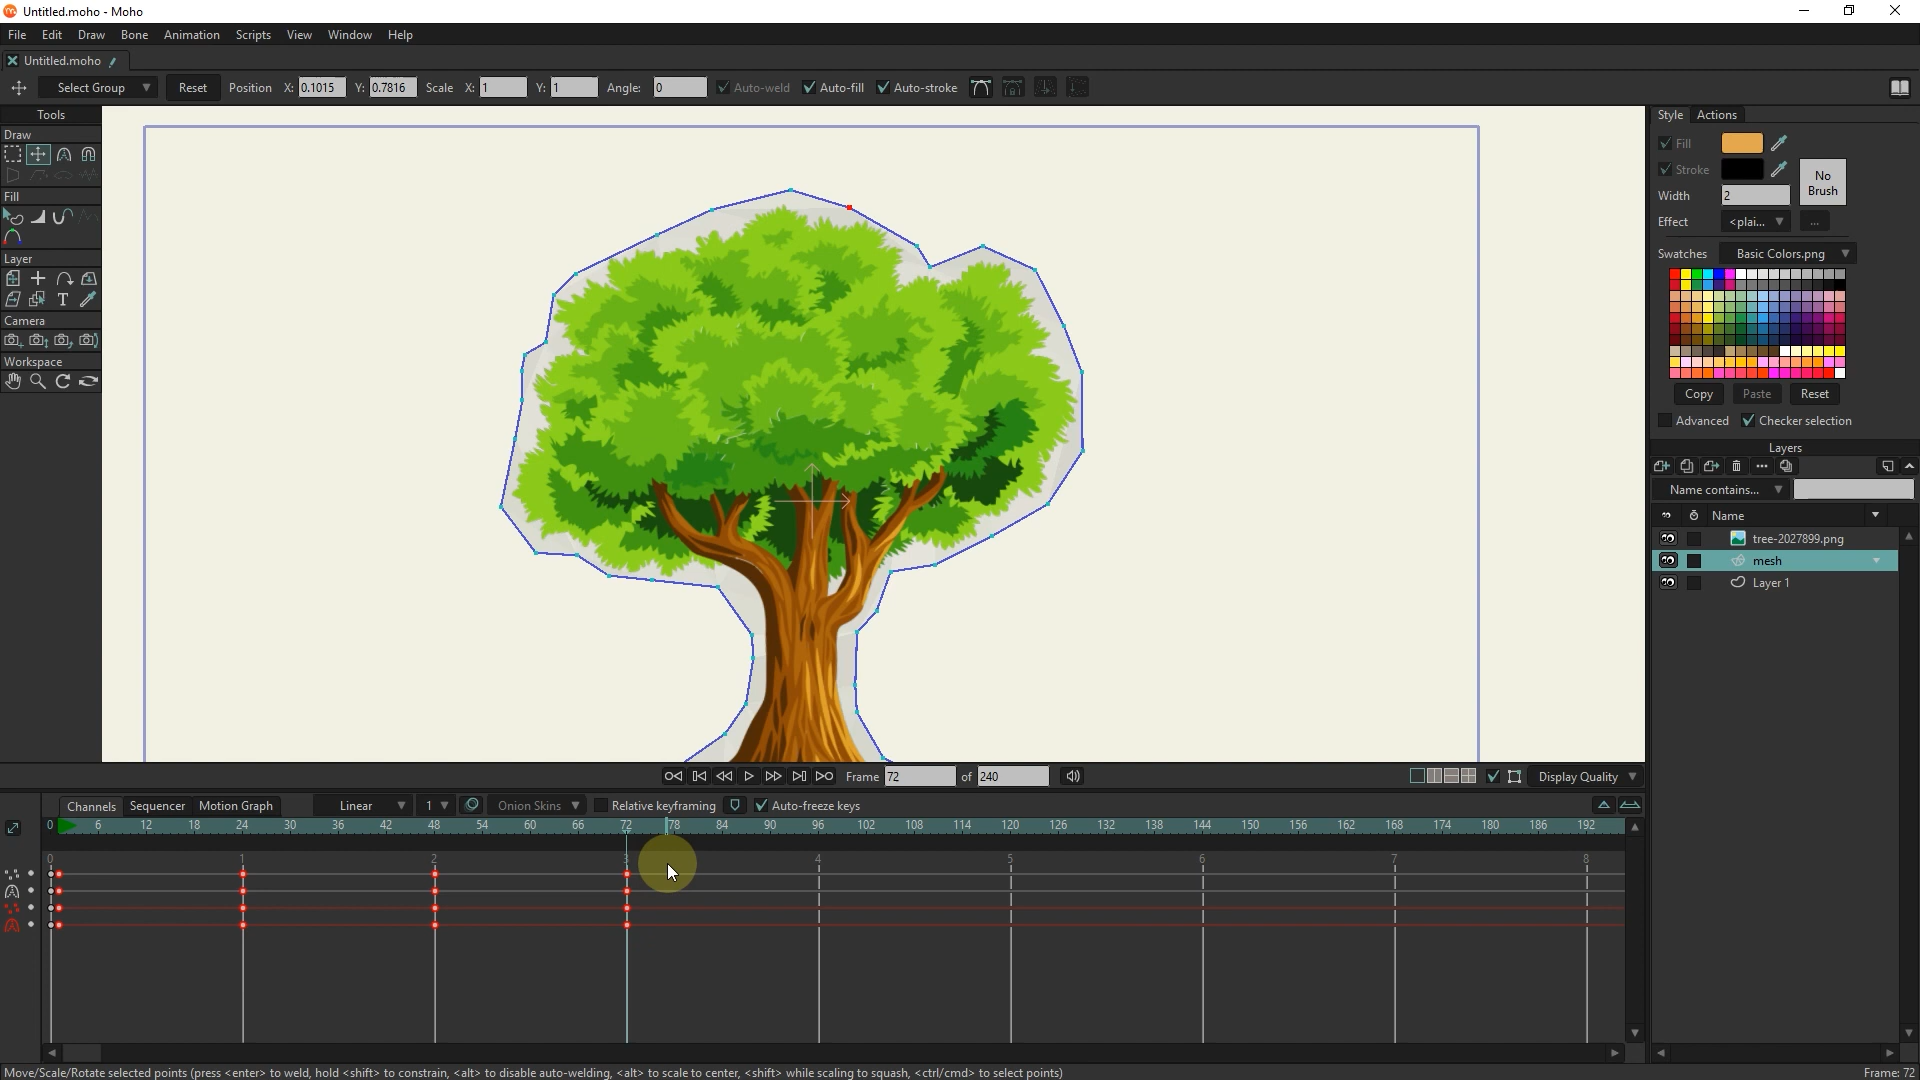 Untitled.moho - Moho
File Edit Draw Bone Animation Scripts View Window Help
Untitled.moho
Select Group Reset Position X: 0.1015 Y: 0.7816 Scale X: 1 Y: 1 Angle: 0 Auto-weld Auto-fill Auto-stroke
Tools
Draw
Fill
Layer
T
Camera
Workspace
Style Actions
Fill
Stroke
No Brush
Width 2
Effect <plai... ...
Swatches Basic Colors.png
Copy Paste Reset
Advanced Checker selection
Layers
Name contains...
Name
tree-2027899.png
mesh
Layer 1
Frame 72 of 240
Display Quality
Channels Sequencer Motion Graph Linear 1 Onion Skins Relative keyframing Auto-freeze keys
0 6 12 18 24 30 36 42 48 54 60 66 72 78 84 90 96 102 108 114 120 126 132 138 144 150 156 162 168 174 180 186 192
0 1 2 3 4 5 6 7 8
Move/Scale/Rotate selected points (press <enter> to weld, hold <shift> to constrain, <alt> to disable auto-welding, <alt> to scale to center, <shift> while scaling to squash, <ctrl/cmd> to select points)
Frame: 72